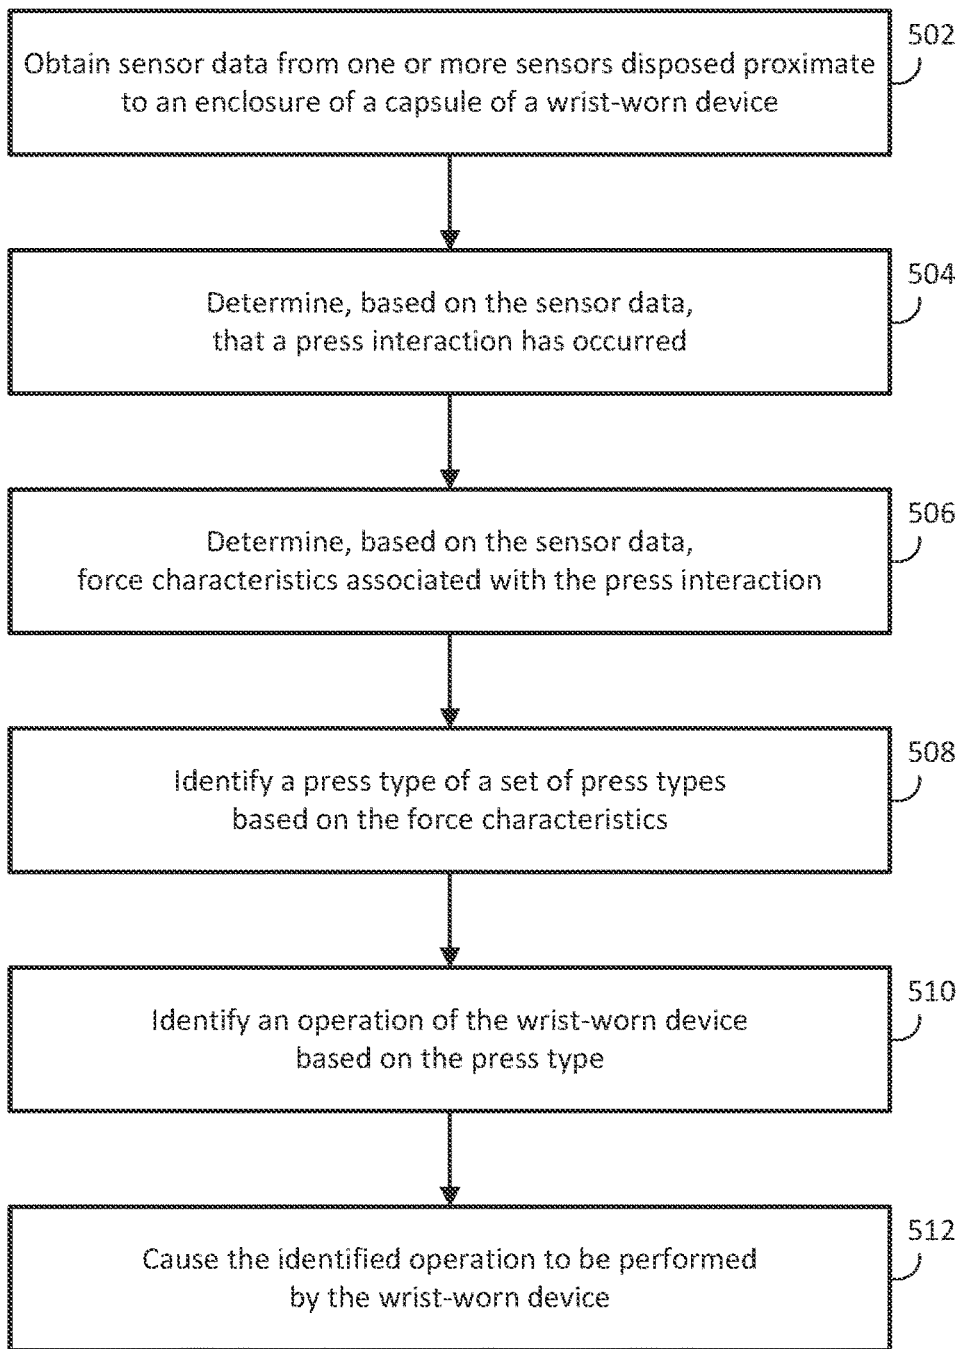 502
Obtain sensor data from one or more sensors disposed proximate
to an enclosure of a capsule of a wrist-worn device
504
Determine, based on the sensor data,
that a press interaction has occurred
506
Determine, based on the sensor data,
force characteristics associated with the press interaction
508
Identify a press type of a set of press types
based on the force characteristics
510
Identify an operation of the wrist-worn device
based on the press type
512
Cause the identified operation to be performed
by the wrist-worn device